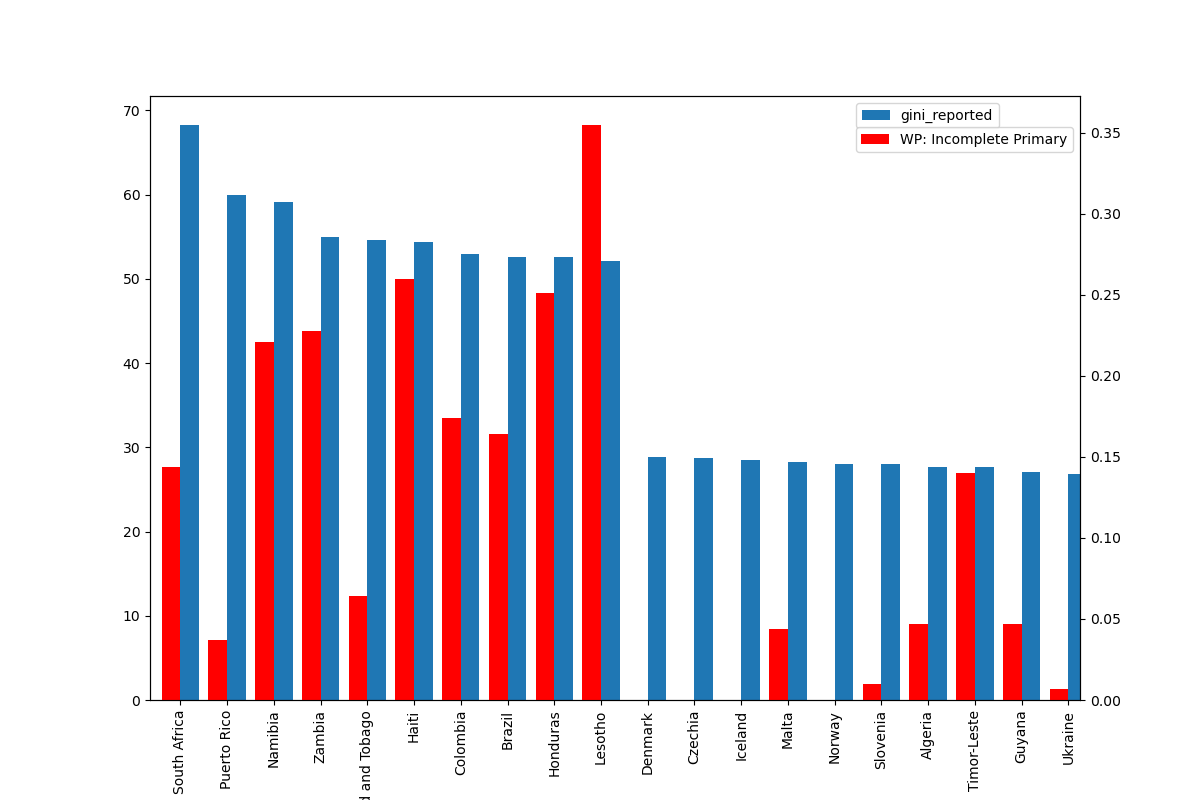 gini_reported
WP: Incomplete Primary
70
60
50
40
30
20
10
0
0.35
0.30
0.25
0.20
0.15
0.10
0.05
0.00
South Africa
Puerto Rico
Namibia
Zambia
d and Tobago
Haiti
Colombia
Brazil
Honduras
Lesotho
Denmark
Czechia
Iceland
Malta
Norway
Slovenia
Algeria
Timor-Leste
Guyana
Ukraine